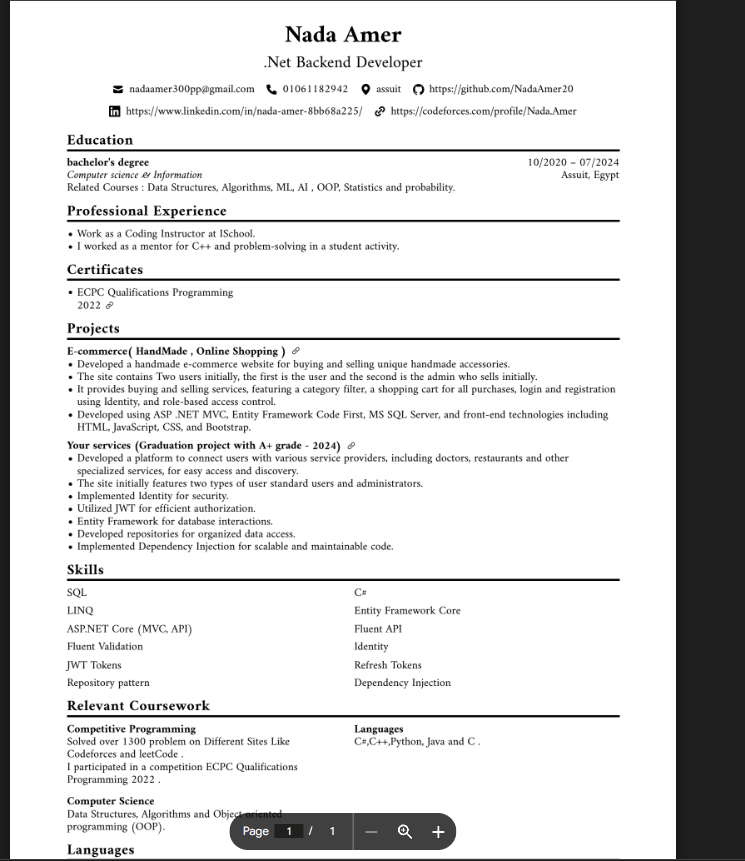 Nada Amer
.Net Backend Developer
nadaamer300pp@gmail.com 01061182942 assuit https://github.com/NadaAmer20
https://www.linkedin.com/in/nada-amer-8bb68a225/ https://codeforces.com/profile/Nada.Amer
Education
bachelor's degree 10/2020 – 07/2024
Computer science & Information Assuit, Egypt
Related Courses : Data Structures, Algorithms, ML, AI , OOP, Statistics and probability.
Professional Experience
• Work as a Coding Instructor at ISchool.
• I worked as a mentor for C++ and problem-solving in a student activity.
Certificates
• ECPC Qualifications Programming
2022
Projects
E-commerce( HandMade , Online Shopping )
• Developed a handmade e-commerce website for buying and selling unique handmade accessories.
• The site contains Two users initially, the first is the user and the second is the admin who sells initially.
• It provides buying and selling services, featuring a category filter, a shopping cart for all purchases, login and registration
using Identity, and role-based access control.
• Developed using ASP .NET MVC, Entity Framework Code First, MS SQL Server, and front-end technologies including
HTML, JavaScript, CSS, and Bootstrap.
Your services (Graduation project with A+ grade - 2024)
• Developed a platform to connect users with various service providers, including doctors, restaurants and other
specialized services, for easy access and discovery.
• The site initially features two types of user standard users and administrators.
• Implemented Identity for security.
• Utilized JWT for efficient authorization.
• Entity Framework for database interactions.
• Developed repositories for organized data access.
• Implemented Dependency Injection for scalable and maintainable code.
Skills
SQL C#
LINQ Entity Framework Core
ASP.NET Core (MVC, API) Fluent API
Fluent Validation Identity
JWT Tokens Refresh Tokens
Repository pattern Dependency Injection
Relevant Coursework
Competitive Programming Languages
Solved over 1300 problem on Different Sites Like C#,C++,Python, Java and C .
Codeforces and leetCode .
I participated in a competition ECPC Qualifications
Programming 2022 .
Computer Science
Data Structures, Algorithms and Object oriented
programming (OOP).
Page 1 / 1
Languages